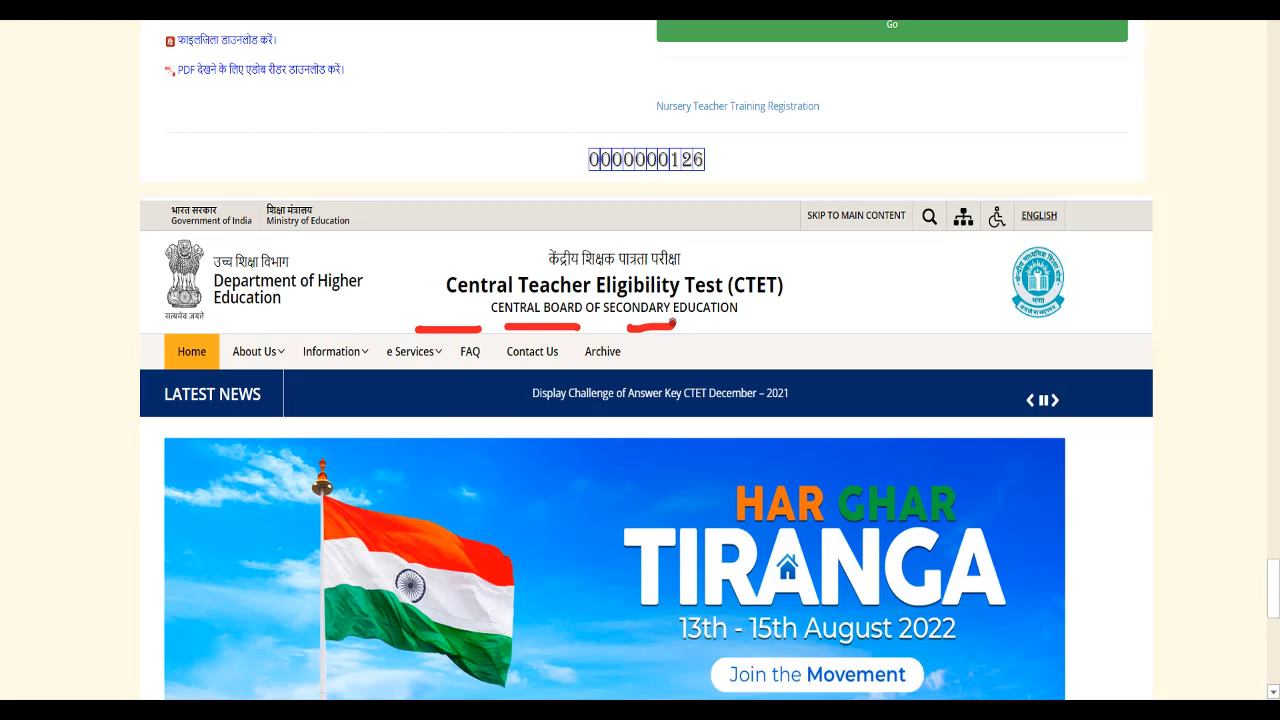 Go
फाइलजिला डाउनलोड करें।
PDF देखने के लिए एडोब रीडर डाउनलोड करें।
Nursery Teacher Training Registration
0000000126
भारत सरकार
Government of India
शिक्षा मंत्रालय
Ministry of Education
SKIP TO MAIN CONTENT
ENGLISH
उच्च शिक्षा विभाग
Department of Higher
Education
सत्यमेव जयते
केंद्रीय शिक्षक पात्रता परीक्षा
Central Teacher Eligibility Test (CTET)
CENTRAL BOARD OF SECONDARY EDUCATION
भारत
Home About Us Information e Services FAQ Contact Us Archive
LATEST NEWS
Display Challenge of Answer Key CTET December – 2021
HAR GHAR
TIRANGA
13th - 15th August 2022
Join the Movement